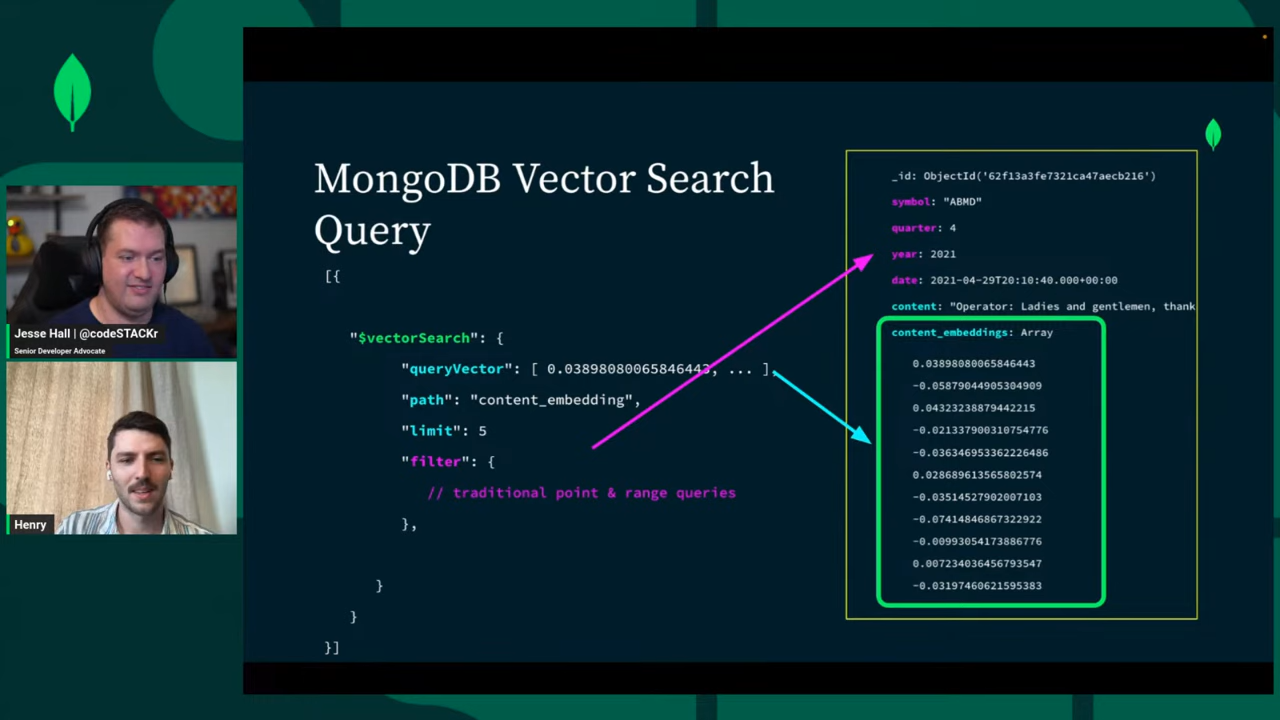 MongoDB Vector Search
Query
[{
"$vectorSearch": {
"queryVector": [ 0.03898080065846443, ... ],
"path": "content_embedding",
"limit": 5
"filter": {
// traditional point & range queries
},
}
}
}]
_id: ObjectId('62f13a3fe7321ca47aecb216')
symbol: "ABMD"
quarter: 4
year: 2021
date: 2021-04-29T20:10:40.000+00:00
content: "Operator: Ladies and gentlemen, thank
content_embeddings: Array
0.03898080065846443
-0.05879044905304909
0.04323238879442215
-0.021337900310754776
-0.036346953362226486
0.028689613565802574
-0.03514527902007103
-0.07414846867322922
-0.00993054173886776
0.007234036456793547
-0.03197460621595383
Jesse Hall | @codeSTACKr
Senior Developer Advocate
Henry